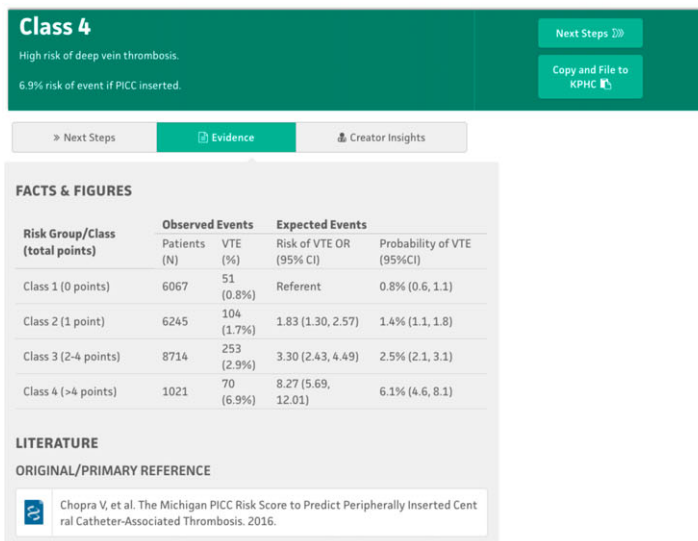 Class 4
High risk of deep vein thrombosis.
6.9% risk of event if PICC inserted.
Next Steps
Copy and File to
KPHC
» Next Steps
Evidence
Creator Insights
FACTS & FIGURES
Risk Group/Class
(total points)
Observed Events
Expected Events
Patients
(N)
VTE
(%)
Risk of VTE OR
(95% CI)
Probability of VTE
(95%CI)
Class 1 (0 points)
6067
51
(0.8%)
Referent
0.8% (0.6, 1.1)
Class 2 (1 point)
6245
104
(1.7%)
1.83 (1.30, 2.57)
1.4% (1.1, 1.8)
Class 3 (2-4 points)
8714
253
(2.9%)
3.30 (2.43, 4.49)
2.5% (2.1, 3.1)
Class 4 (>4 points)
1021
70
(6.9%)
8.27 (5.69,
12.01)
6.1% (4.6, 8.1)
LITERATURE
ORIGINAL/PRIMARY REFERENCE
Chopra V, et al. The Michigan PICC Risk Score to Predict Peripherally Inserted Cent
ral Catheter-Associated Thrombosis. 2016.